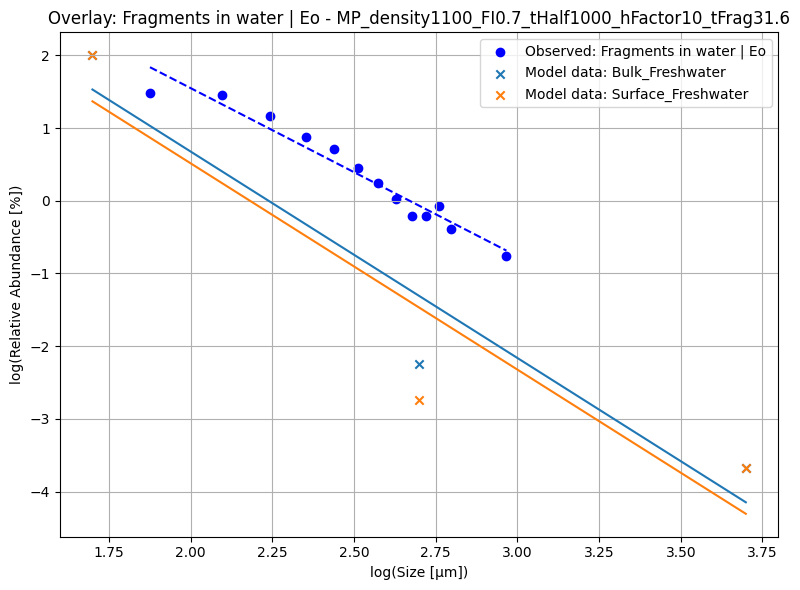 Overlay: Fragments in water | Eo - MP_density1100_FI0.7_tHalf1000_hFactor10_tFrag31.6
Observed: Fragments in water | Eo
Model data: Bulk_Freshwater
Model data: Surface_Freshwater
log(Relative Abundance [%])
2
1
0
−1
−2
−3
−4
1.75
2.00
2.25
2.50
2.75
3.00
3.25
3.50
3.75
log(Size [µm])